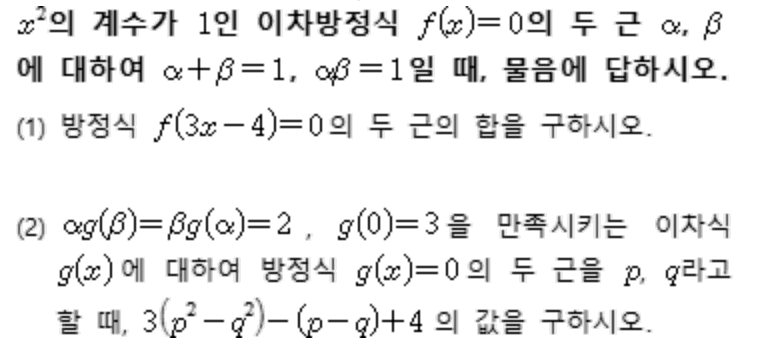 x²의 계수가 1인 이차방정식 f(x)=0의 두 근 α, β
에 대하여 α+β=1, αβ=1일 때, 물음에 답하시오.
(1) 방정식 f(3x-4)=0의 두 근의 합을 구하시오.
(2) αg(β)=βg(α)=2 , g(0)=3을 만족시키는 이차식
g(x)에 대하여 방정식 g(x)=0의 두 근을 p, q라고
할 때, 3(p²-q²)-(p-q)+4 의 값을 구하시오.